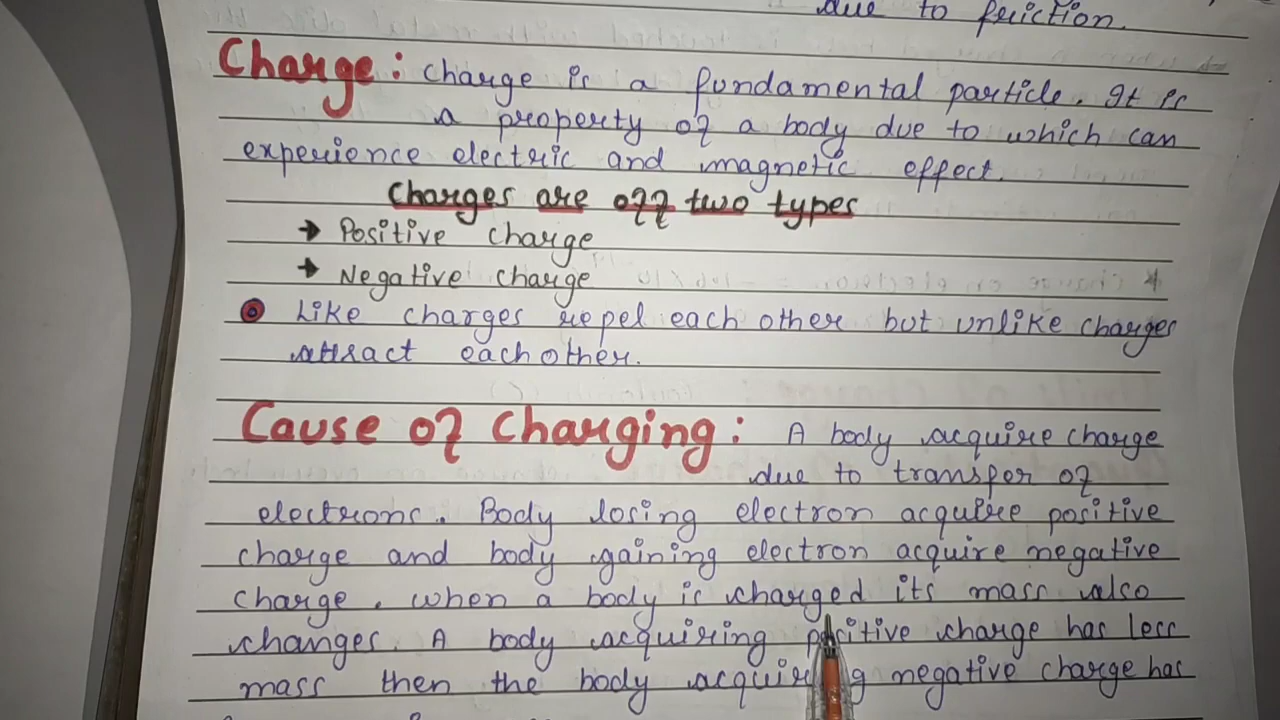 due to friction.
Charge: Charge is a fundamental particle. It is
a property of a body due to which can
experience electric and magnetic effect.
Charges are off two types
→ Positive charge
→ Negative charge
Like charges repel each other but unlike charges
attract each other.
Cause of Charging: A body acquire charge
due to transfer of
electrons. Body losing electron acquire positive
charge and body gaining electron acquire negative
charge. when a body is charged its mass also
changes. A body acquiring positive charge has less
mass then the body acquiring negative charge has